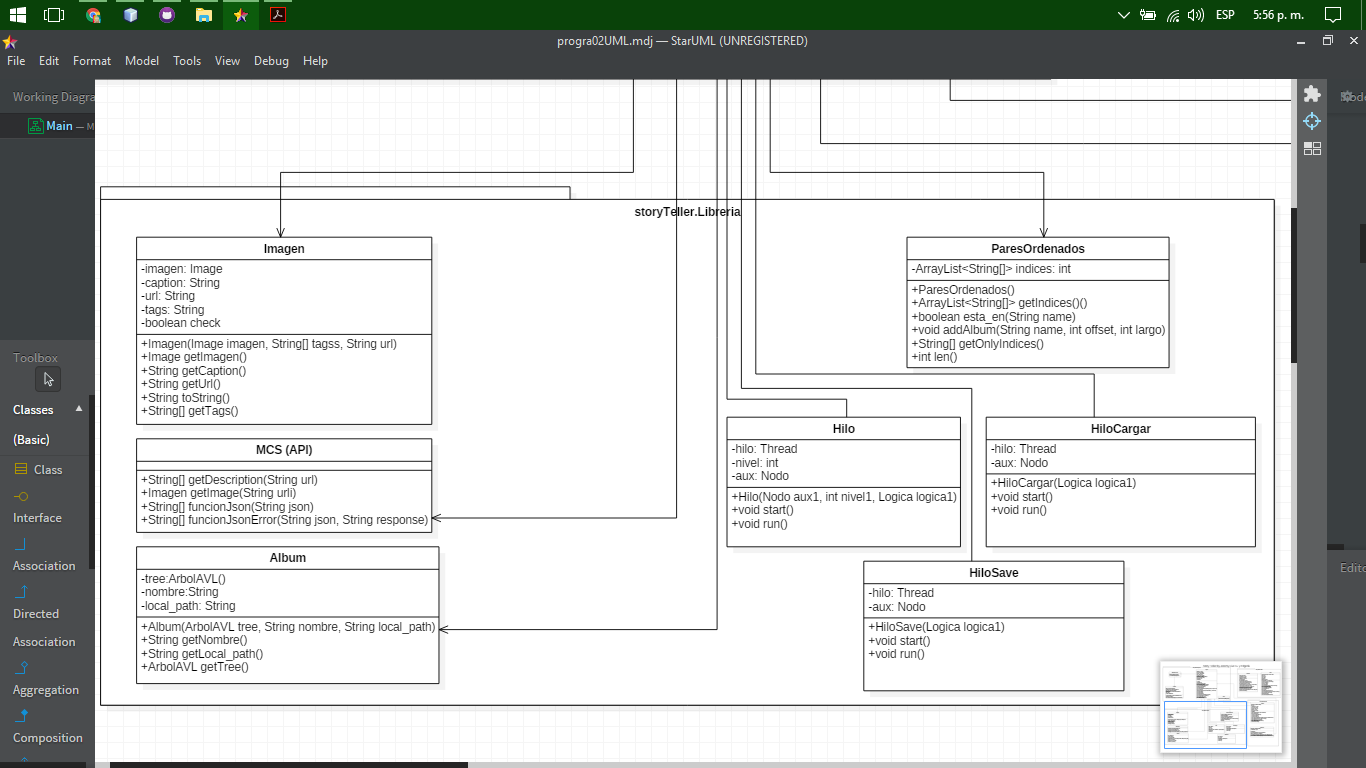 ESP
5:56 p. m.
progra02UML.mdj — StarUML (UNREGISTERED)
File Edit Format Model Tools View Debug Help
Working Diagra
Main — M
Toolbox
Classes
(Basic)
Class
Interface
Association
Directed
Association
Aggregation
Composition
storyTeller.Libreria
Imagen
-imagen: Image
-caption: String
-url: String
-tags: String
-boolean check
+Imagen(Image imagen, String[] tagss, String url)
+Image getImagen()
+String getCaption()
+String getUrl()
+String toString()
+String[] getTags()
MCS (API)
+String[] getDescription(String url)
+Imagen getImage(String urli)
+String[] funcionJson(String json)
+String[] funcionJsonError(String json, String response)
Album
-tree:ArbolAVL()
-nombre:String
-local_path: String
+Album(ArbolAVL tree, String nombre, String local_path)
+String getNombre()
+String getLocal_path()
+ArbolAVL getTree()
ParesOrdenados
-ArrayList<String[]> indices: int
+ParesOrdenados()
+ArrayList<String[]> getIndices()()
+boolean esta_en(String name)
+void addAlbum(String name, int offset, int largo)
+String[] getOnlyIndices()
+int len()
Hilo
-hilo: Thread
-nivel: int
-aux: Nodo
+Hilo(Nodo aux1, int nivel1, Logica logica1)
+void start()
+void run()
HiloCargar
-hilo: Thread
-aux: Nodo
+HiloCargar(Logica logica1)
+void start()
+void run()
HiloSave
-hilo: Thread
-aux: Nodo
+HiloSave(Logica logica1)
+void start()
+void run()
Edito